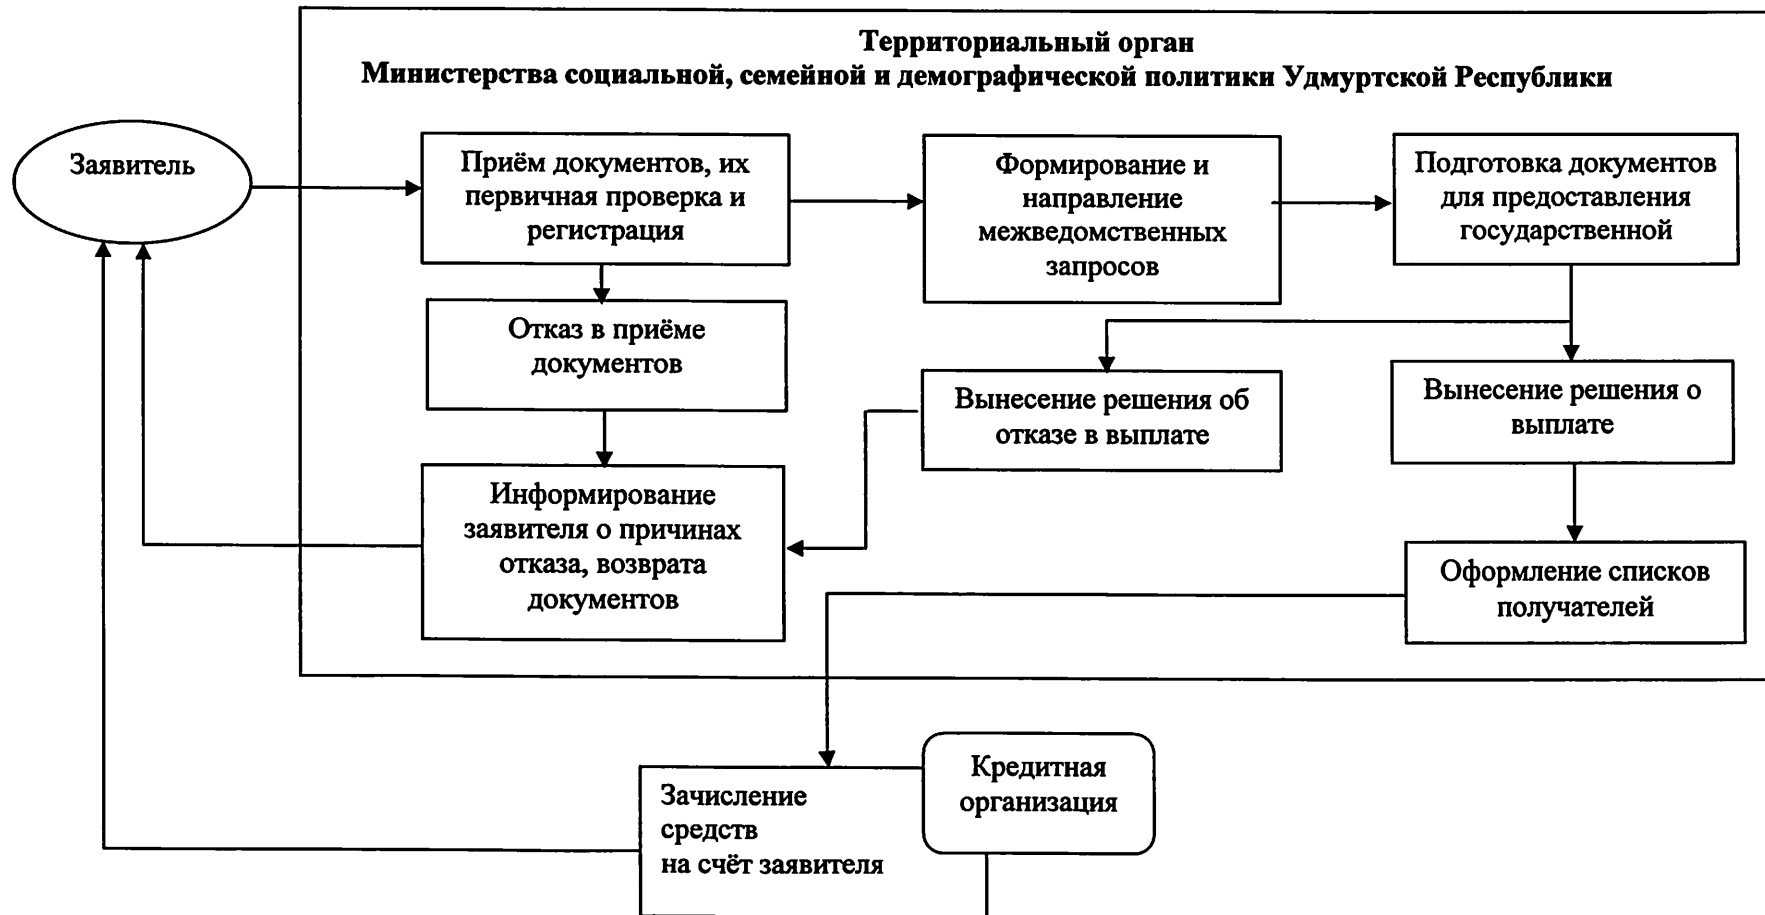 Территориальный орган
Министерства социальной, семейной и демографической политики Удмуртской Республики
Заявитель
Приём документов, их
первичная проверка и
регистрация
Формирование и
направление
межведомственных
запросов
Подготовка документов
для предоставления
государственной
Отказ в приёме
документов
Вынесение решения об
отказе в выплате
Вынесение решения о
выплате
Информирование
заявителя о причинах
отказа, возврата
документов
Оформление списков
получателей
Зачисление
средств
на счёт заявителя
Кредитная
организация